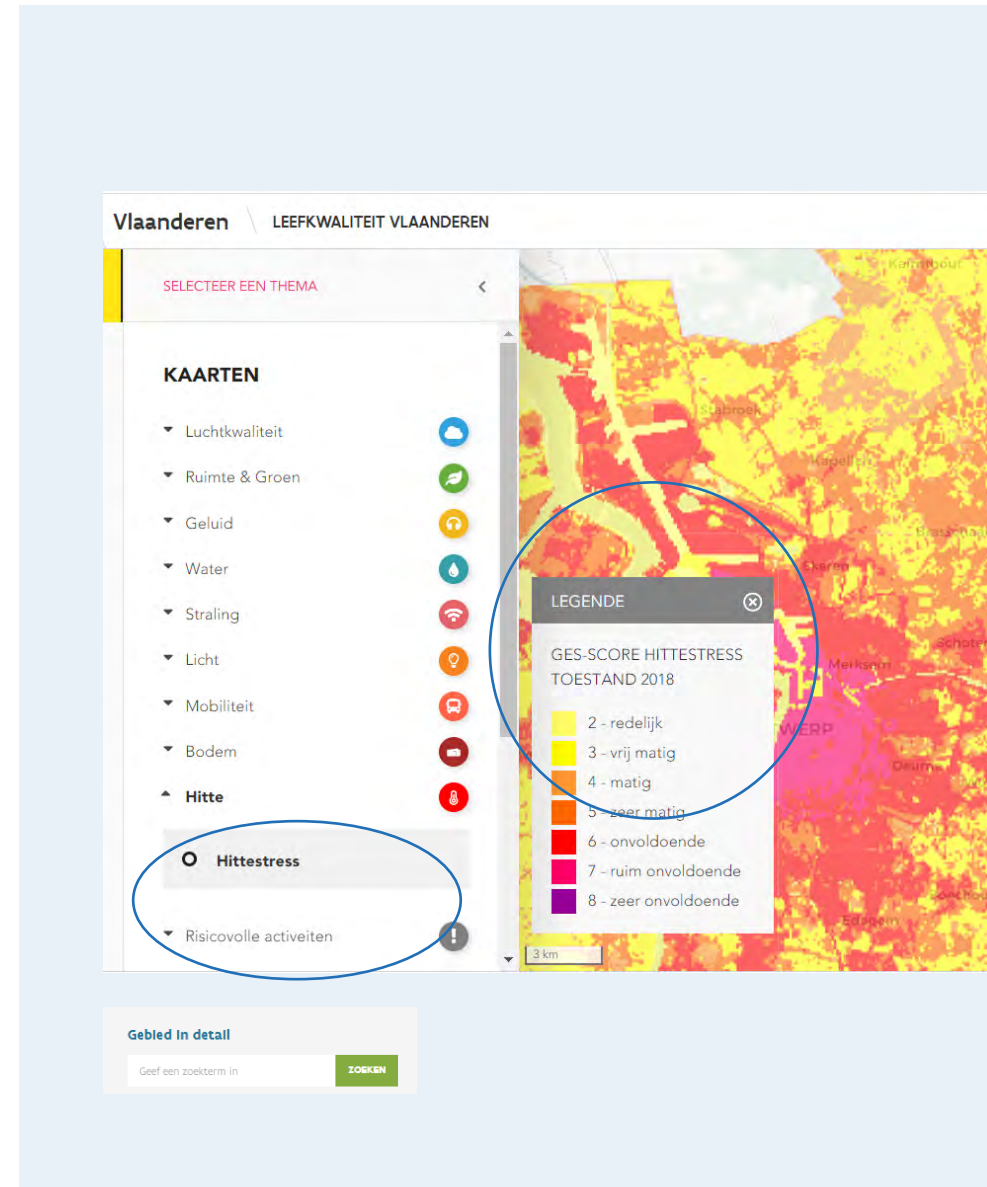 Vlaanderen
LEEFKWALITEIT VLAANDEREN
SELECTEER EEN THEMA
KAARTEN
Luchtkwaliteit
Ruimte & Groen
Geluid
Water
Straling
Licht
Mobiliteit
Bodem
Hitte
Hittestress
Risicovolle activeiten
Stabroek
Kapellen
Ekeren
Merksem
Schoten
WERP
Deurne
Edegem
LEGENDE
GES-SCORE HITTESTRESS
TOESTAND 2018
2 - redelijk
3 - vrij matig
4 - matig
5 - zeer matig
6 - onvoldoende
7 - ruim onvoldoende
8 - zeer onvoldoende
3 km
Gebied in detail
Geef een zoekterm in
ZOEKEN